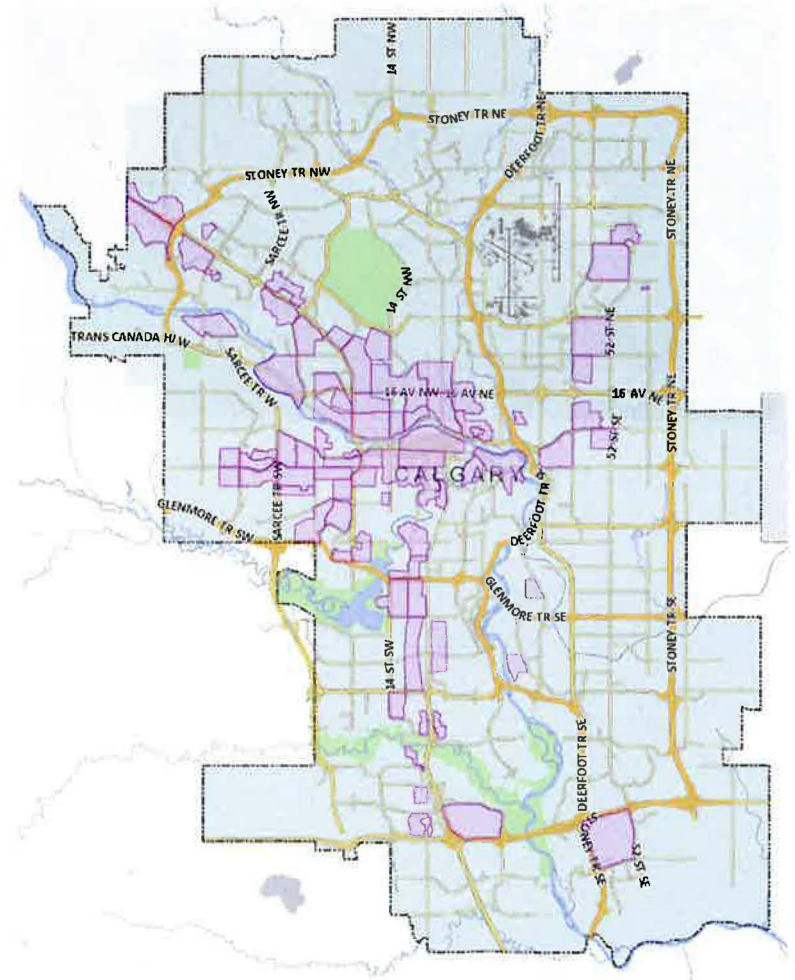 14 ST NW
STONEY TR NE
DEERFOOT TR NE
STONEY TR NW
STONEY TR NE
SARCEE TR NW
14 ST NW
TRANS CANADA HW
52 ST NE
SARCEE TR W
16 AV NW
16 AV NE
16 AV NE
STONEY TR NE
52 ST SE
CALGARY
SARCEE TR SW
GLENMORE TR SW
DEERFOOT TR
GLENMORE TR SE
STONEY TR SE
14 ST SW
DEERFOOT TR SE
STONEY TR SE
52 ST SE